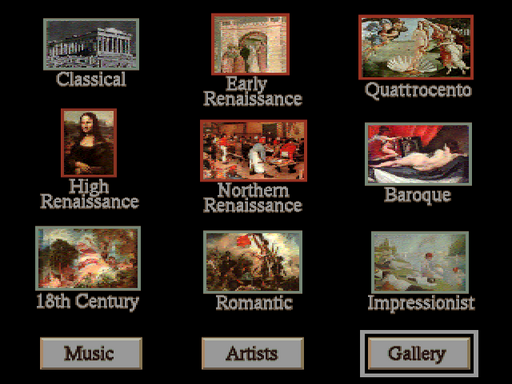 Classical
Early
Renaissance
Quattrocento
High
Renaissance
Northern
Renaissance
Baroque
18th Century
Romantic
Impressionist
Music
Artists
Gallery